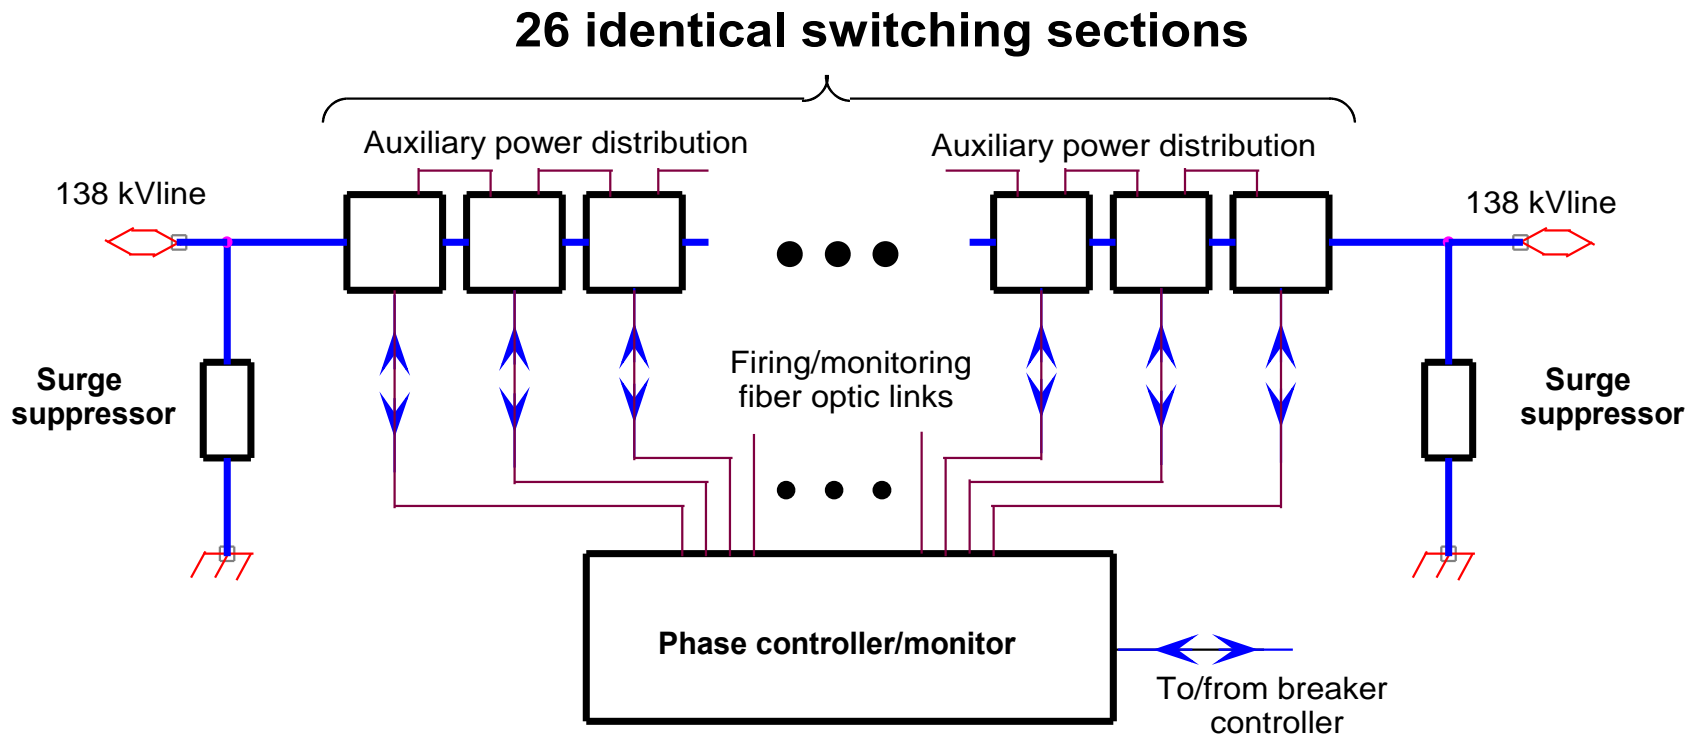 26 identical switching sections
Auxiliary power distribution
Auxiliary power distribution
138 kVline
138 kVline
Firing/monitoring
fiber optic links
Surge
suppressor
Surge
suppressor
Phase controller/monitor
To/from breaker
controller